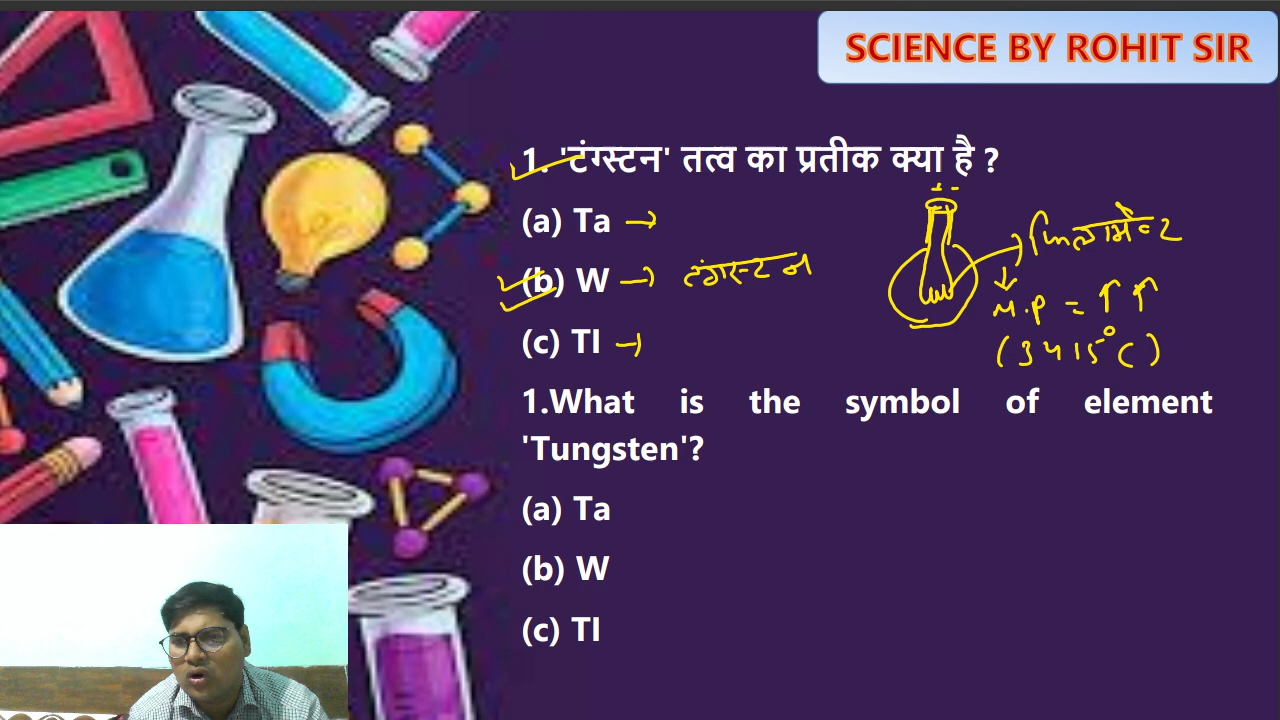 SCIENCE BY ROHIT SIR
1. 'टंग्स्टन' तत्व का प्रतीक क्या है ?
(a) Ta →
(b) W → टंगस्टन
(c) Tl →
फिलामेन्ट
M.P = ↑ ↑
(3415°C)
1.What is the symbol of element
'Tungsten'?
(a) Ta
(b) W
(c) Tl